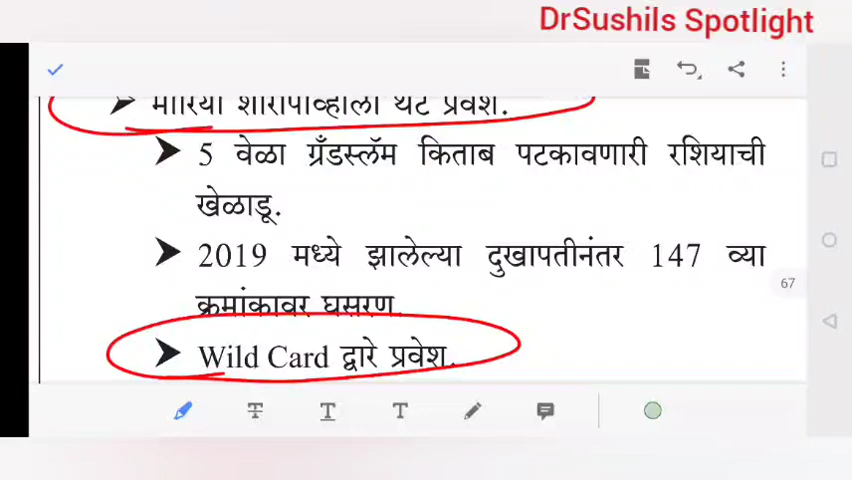 DrSushils Spotlight
➤ मारिया शारापोव्हाला थेट प्रवेश.
➤ 5 वेळा ग्रँडस्लॅम किताब पटकावणारी रशियाची
खेळाडू.
➤ 2019 मध्ये झालेल्या दुखापतीनंतर 147 व्या
क्रमांकावर घसरण.
➤ Wild Card द्वारे प्रवेश.
67